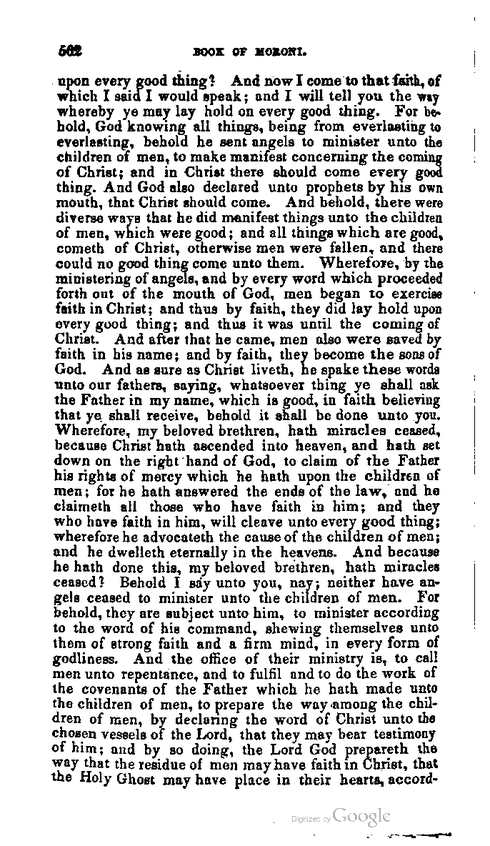 562 BOOK OF MORONI.
upon every good thing? And now I come to that faith, of
which I said I would speak; and I will tell you the way
whereby ye may lay hold on every good thing. For be-
hold, God knowing all things, being from everlasting to
everlasting, behold he sent angels to minister unto the
children of men, to make manifest concerning the coming
of Christ; and in Christ there should come every good
thing. And God also declared unto prophets by his own
mouth, that Christ should come. And behold, there were
diverse ways that he did manifest things unto the children
of men, which were good; and all things which are good,
cometh of Christ, otherwise men were fallen, and there
could no good thing come unto them. Wherefore, by the
ministering of angels, and by every word which proceeded
forth out of the mouth of God, men began to exercise
faith in Christ; and thus by faith, they did lay hold upon
every good thing; and thus it was until the coming of
Christ. And after that he came, men also were saved by
faith in his name; and by faith, they become the sons of
God. And as sure as Christ liveth, he spake these words
unto our fathers, saying, whatsoever thing ye shall ask
the Father in my name, which is good, in faith believing
that ye shall receive, behold it shall be done unto you.
Wherefore, my beloved brethren, hath miracles ceased,
because Christ hath ascended into heaven, and hath set
down on the right hand of God, to claim of the Father
his rights of mercy which he hath upon the children of
men; for he hath answered the ends of the law, and he
claimeth all those who have faith in him; and they
who have faith in him, will cleave unto every good thing;
wherefore he advocateth the cause of the children of men;
and he dwelleth eternally in the heavens. And because
he hath done this, my beloved brethren, hath miracles
ceased? Behold I say unto you, nay; neither have an-
gels ceased to minister unto the children of men. For
behold, they are subject unto him, to minister according
to the word of his command, shewing themselves unto
them of strong faith and a firm mind, in every form of
godliness. And the office of their ministry is, to call
men unto repentance, and to fulfil and to do the work of
the covenants of the Father which he hath made unto
the children of men, to prepare the way among the chil-
dren of men, by declaring the word of Christ unto the
chosen vessels of the Lord, that they may bear testimony
of him; and by so doing, the Lord God prepareth the
way that the residue of men may have faith in Christ, that
the Holy Ghost may have place in their hearts, accord-
Digitized by Google